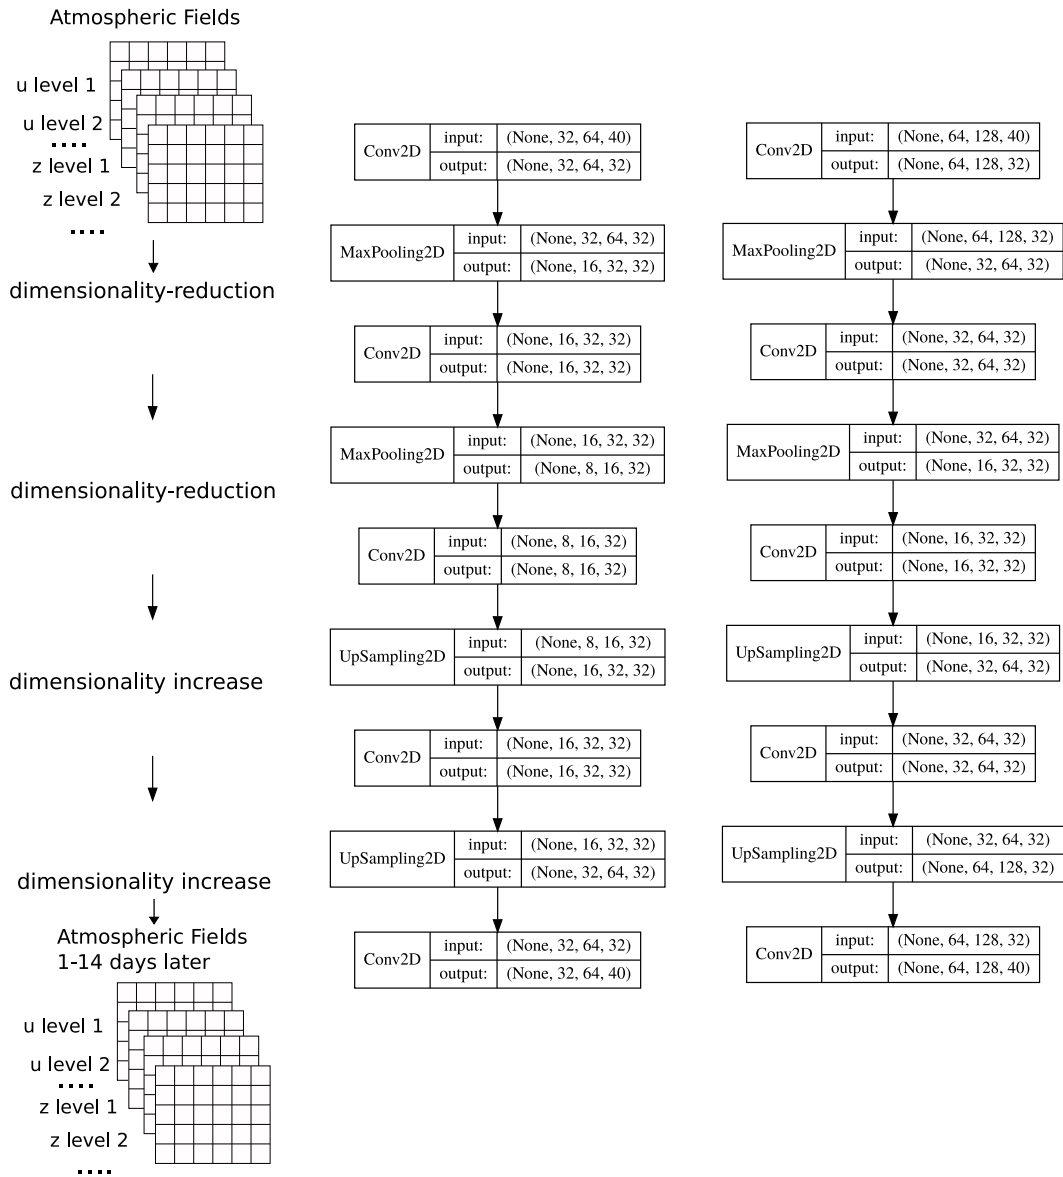 Atmospheric Fields
u level 1
u level 2
....
z level 1
z level 2
....
dimensionality-reduction
dimensionality-reduction
dimensionality increase
dimensionality increase
Atmospheric Fields
1-14 days later
u level 1
u level 2
....
z level 1
z level 2
....
Conv2D
input: (None, 32, 64, 40)
output: (None, 32, 64, 32)
MaxPooling2D
input: (None, 32, 64, 32)
output: (None, 16, 32, 32)
Conv2D
input: (None, 16, 32, 32)
output: (None, 16, 32, 32)
MaxPooling2D
input: (None, 16, 32, 32)
output: (None, 8, 16, 32)
Conv2D
input: (None, 8, 16, 32)
output: (None, 8, 16, 32)
UpSampling2D
input: (None, 8, 16, 32)
output: (None, 16, 32, 32)
Conv2D
input: (None, 16, 32, 32)
output: (None, 16, 32, 32)
UpSampling2D
input: (None, 16, 32, 32)
output: (None, 32, 64, 32)
Conv2D
input: (None, 32, 64, 32)
output: (None, 32, 64, 40)
Conv2D
input: (None, 64, 128, 40)
output: (None, 64, 128, 32)
MaxPooling2D
input: (None, 64, 128, 32)
output: (None, 32, 64, 32)
Conv2D
input: (None, 32, 64, 32)
output: (None, 32, 64, 32)
MaxPooling2D
input: (None, 32, 64, 32)
output: (None, 16, 32, 32)
Conv2D
input: (None, 16, 32, 32)
output: (None, 16, 32, 32)
UpSampling2D
input: (None, 16, 32, 32)
output: (None, 32, 64, 32)
Conv2D
input: (None, 32, 64, 32)
output: (None, 32, 64, 32)
UpSampling2D
input: (None, 32, 64, 32)
output: (None, 64, 128, 32)
Conv2D
input: (None, 64, 128, 32)
output: (None, 64, 128, 40)